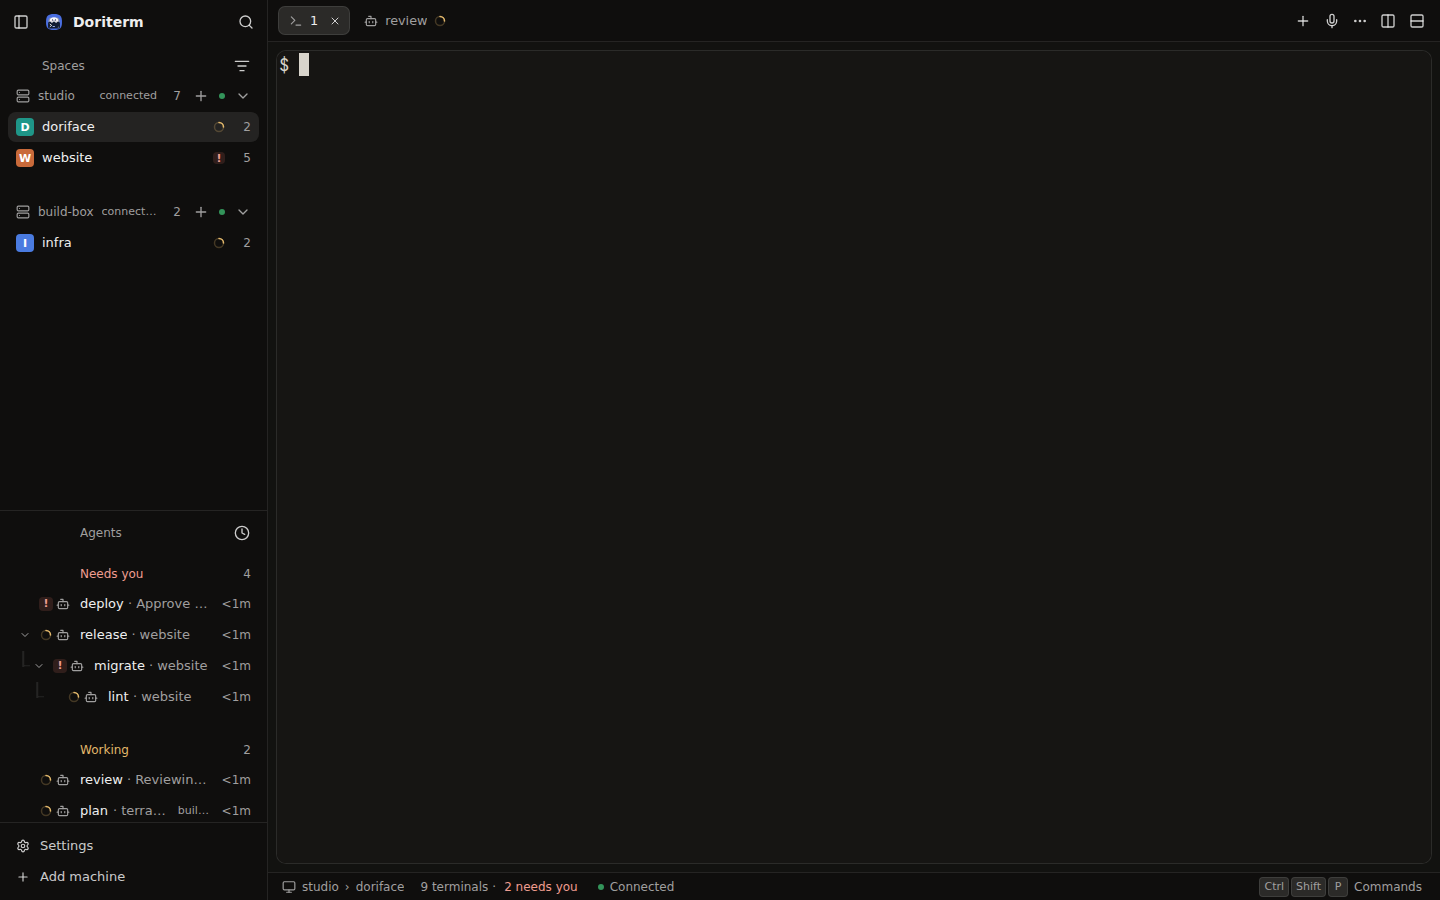 Doriterm
1
review
Spaces
studio connected 7
D doriface 2
W website ! 5
build-box connect… 2
I infra 2
$
Agents
Needs you 4
! deploy · Approve … <1m
release · website <1m
! migrate · website <1m
lint · website <1m
Working 2
review · Reviewin… <1m
plan · terra… buil… <1m
Settings
Add machine
studio › doriface 9 terminals · 2 needs you Connected Ctrl Shift P Commands